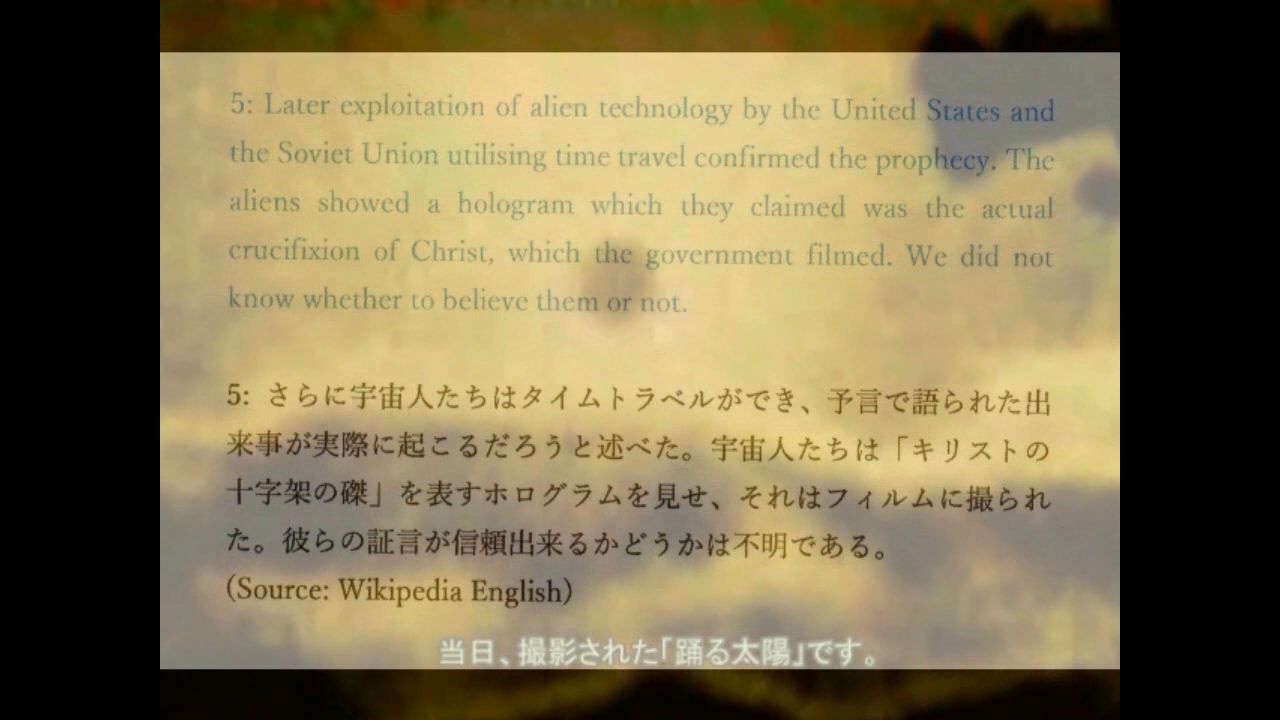 5: Later exploitation of alien technology by the United States and
the Soviet Union utilising time travel confirmed the prophecy. The
aliens showed a hologram which they claimed was the actual
crucifixion of Christ, which the government filmed. We did not
know whether to believe them or not.
5: さらに宇宙人たちはタイムトラベルができ、予言で語られた出
来事が実際に起こるだろうと述べた。宇宙人たちは「キリストの
十字架の磔」を表すホログラムを見せ、それはフィルムに撮られ
た。彼らの証言が信頼出来るかどうかは不明である。
(Source: Wikipedia English)
当日、撮影された｢踊る太陽｣です。